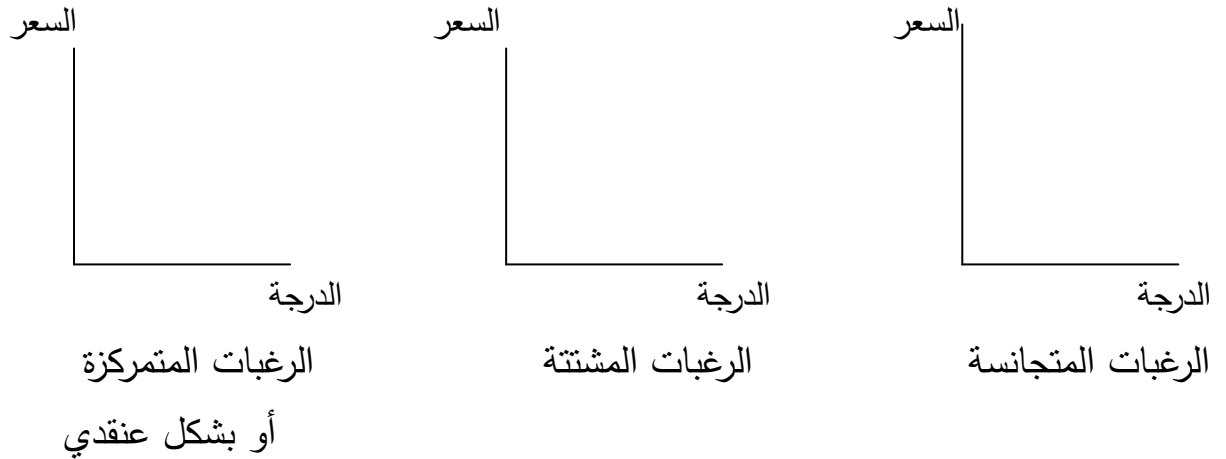 السعر
السعر
السعر
الدرجة
الدرجة
الدرجة
الرغبات المتجانسة
الرغبات المشتتة
الرغبات المتمركزة
أو بشكل عنقدي